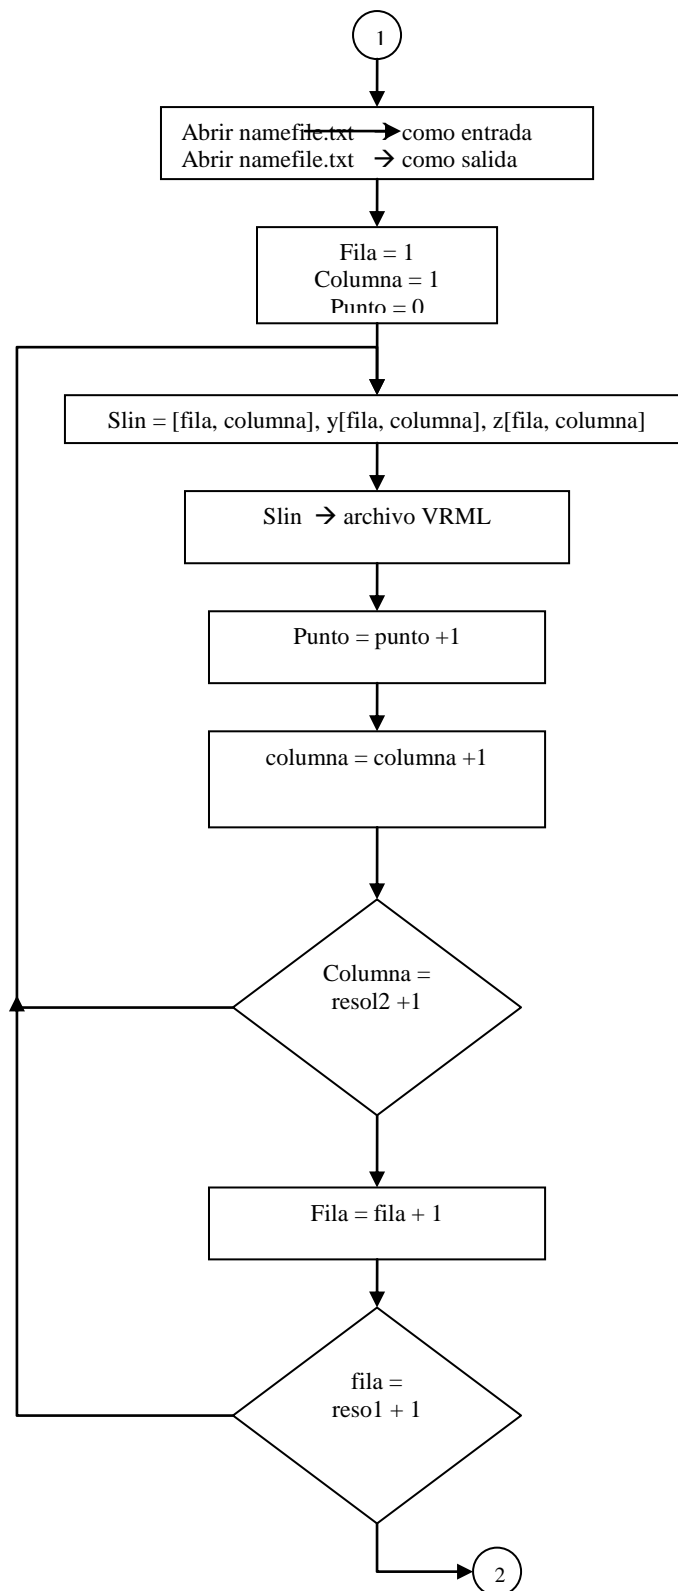 1
Abrir namefile.txt → como entrada
Abrir namefile.txt → como salida
Fila = 1
Columna = 1
Punto = 0
Slin = [fila, columna], y[fila, columna], z[fila, columna]
Slin → archivo VRML
Punto = punto +1
columna = columna +1
Columna =
resol2 +1
Fila = fila + 1
fila =
reso1 + 1
2